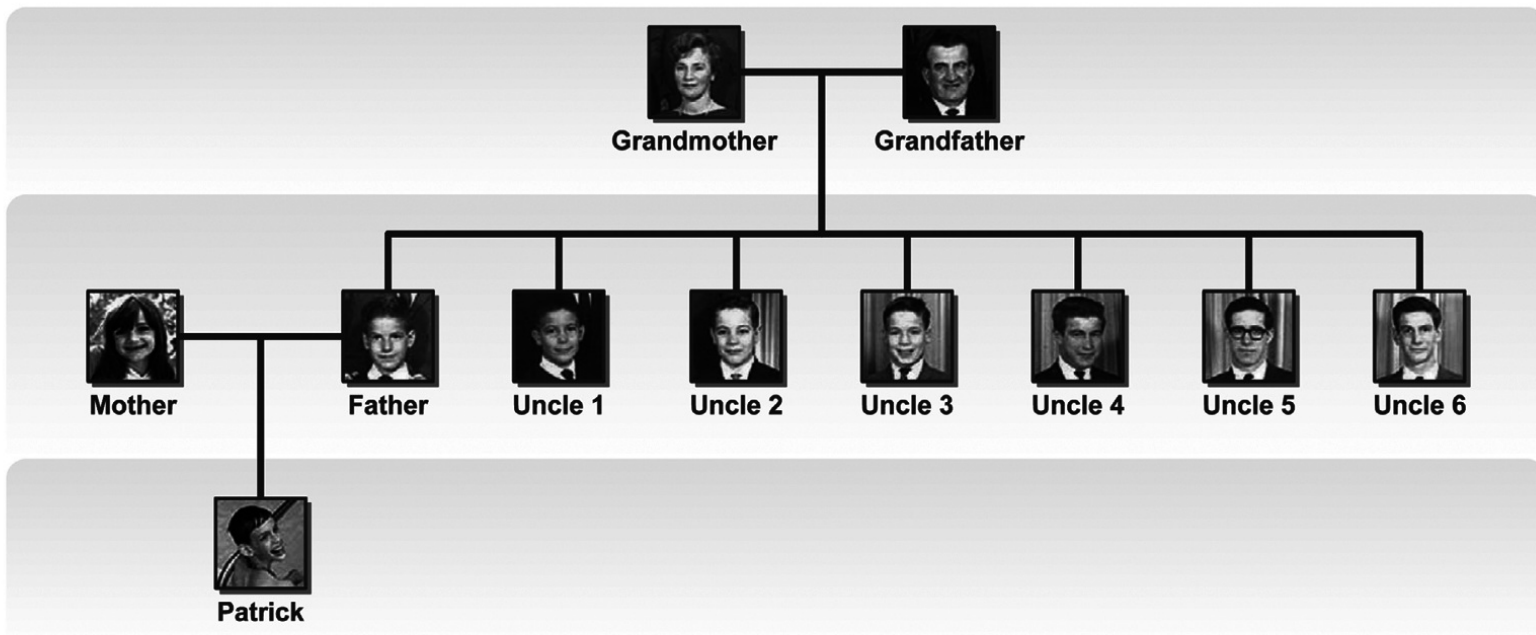 Grandmother
Grandfather
Mother
Father
Uncle 1
Uncle 2
Uncle 3
Uncle 4
Uncle 5
Uncle 6
Patrick